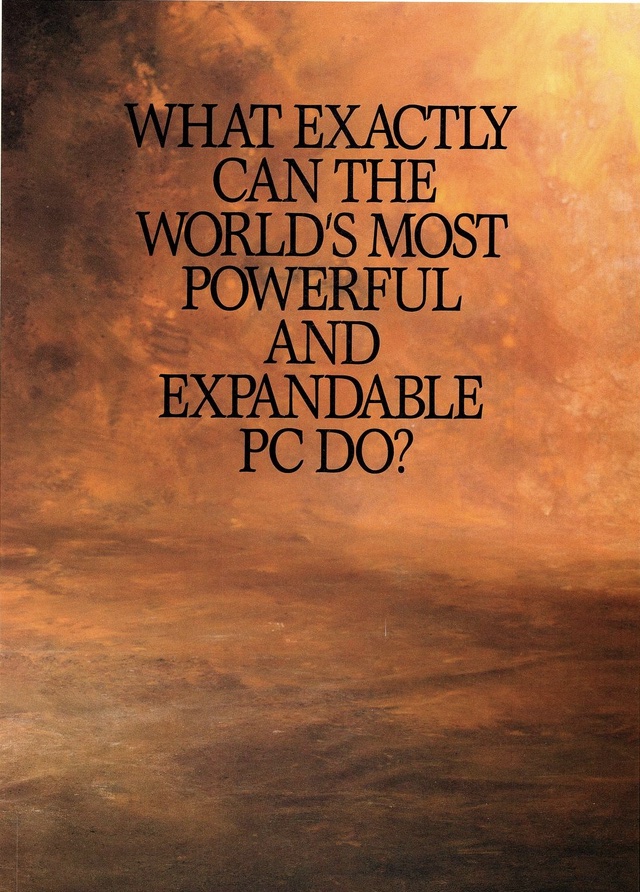 WHAT EXACTLY
CAN THE
WORLD'S MOST
POWERFUL
AND
EXPANDABLE
PC DO?